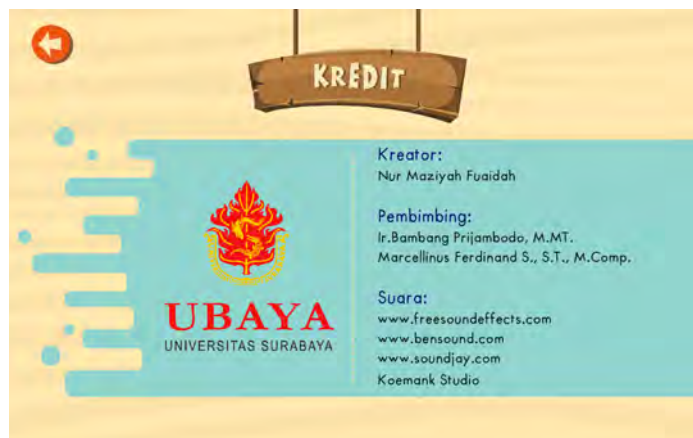 KREDIT
UBAYA
UNIVERSITAS SURABAYA
Kreator:
Nur Maziyah Fuaidah
Pembimbing:
Ir.Bambang Prijambodo, M.MT.
Marcellinus Ferdinand S., S.T., M.Comp.
Suara:
www.freesoundeffects.com
www.bensound.com
www.soundjay.com
Koemank Studio